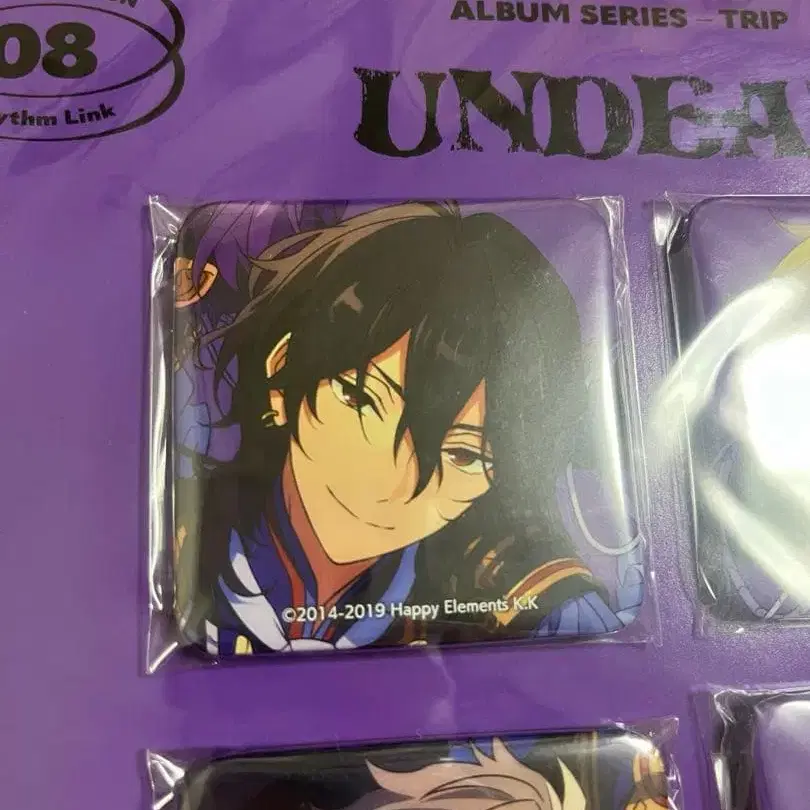 ALBUM SERIES – TRIP
08
ythm Link
UNDEA
©2014-2019 Happy Elements K.K